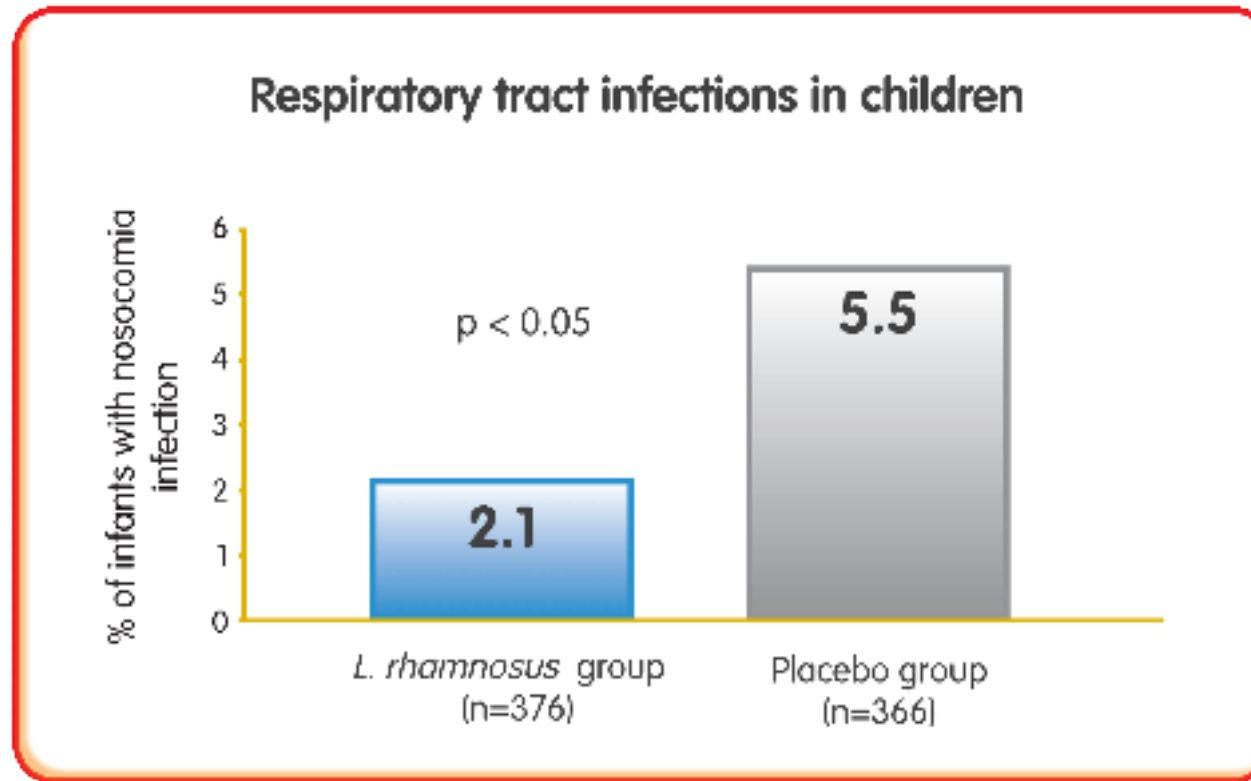 Respiratory tract infections in children
% of infants with nosocomia
infection
6
5
4
3
2
1
0
p < 0.05
2.1
5.5
L. rhamnosus group
(n=376)
Placebo group
(n=366]